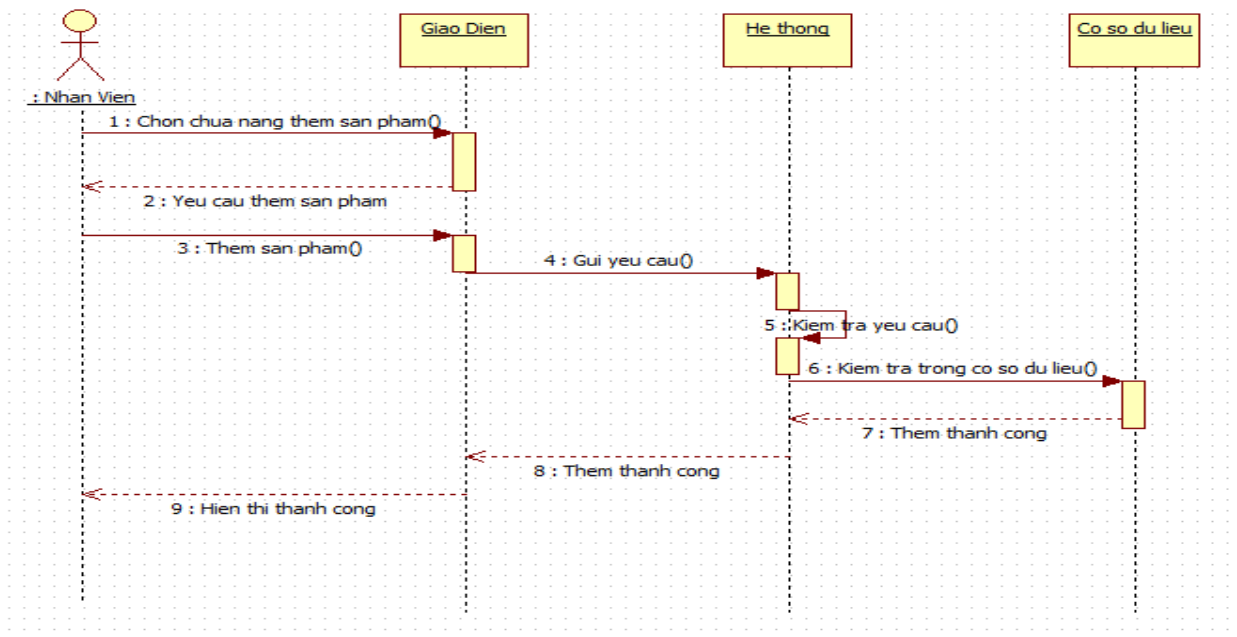 Giao Dien
He thong
Co so du lieu
: Nhan Vien
1 : Chon chua nang them san pham()
2 : Yeu cau them san pham
3 : Them san pham()
4 : Gui yeu cau()
5 : Kiem tra yeu cau()
6 : Kiem tra trong co so du lieu()
7 : Them thanh cong
8 : Them thanh cong
9 : Hien thi thanh cong